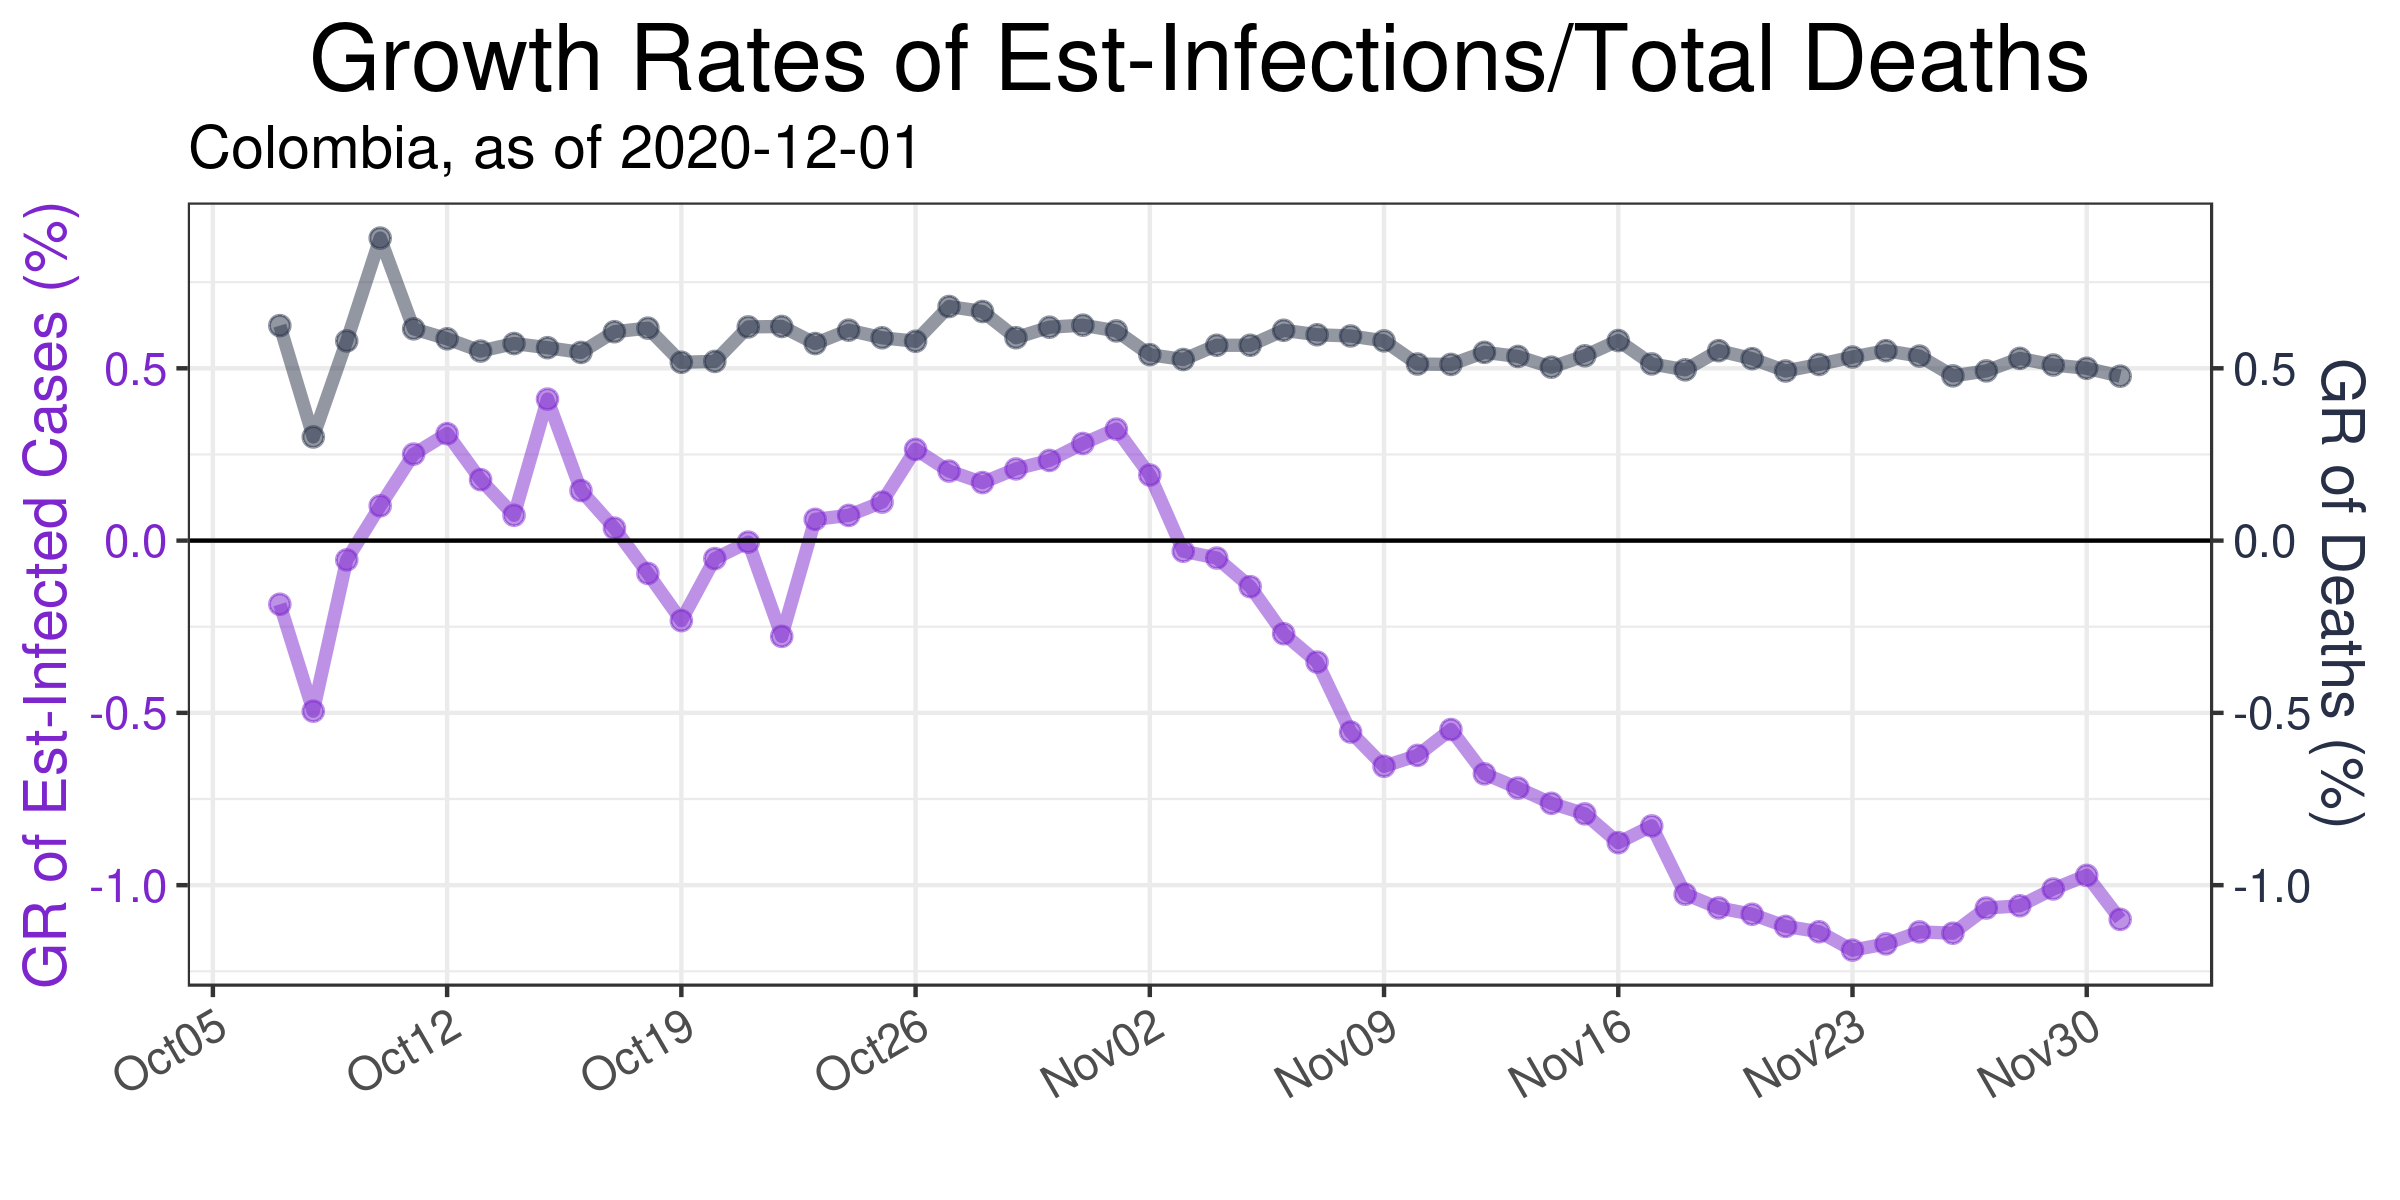 Growth Rates of Est-Infections/Total Deaths
Colombia, as of 2020-12-01
GR of Est-Infected Cases (%)
0.5
0.0
-0.5
-1.0
0.5
0.0
-0.5
-1.0
GR of Deaths (%)
Oct05
Oct12
Oct19
Oct26
Nov02
Nov09
Nov16
Nov23
Nov30